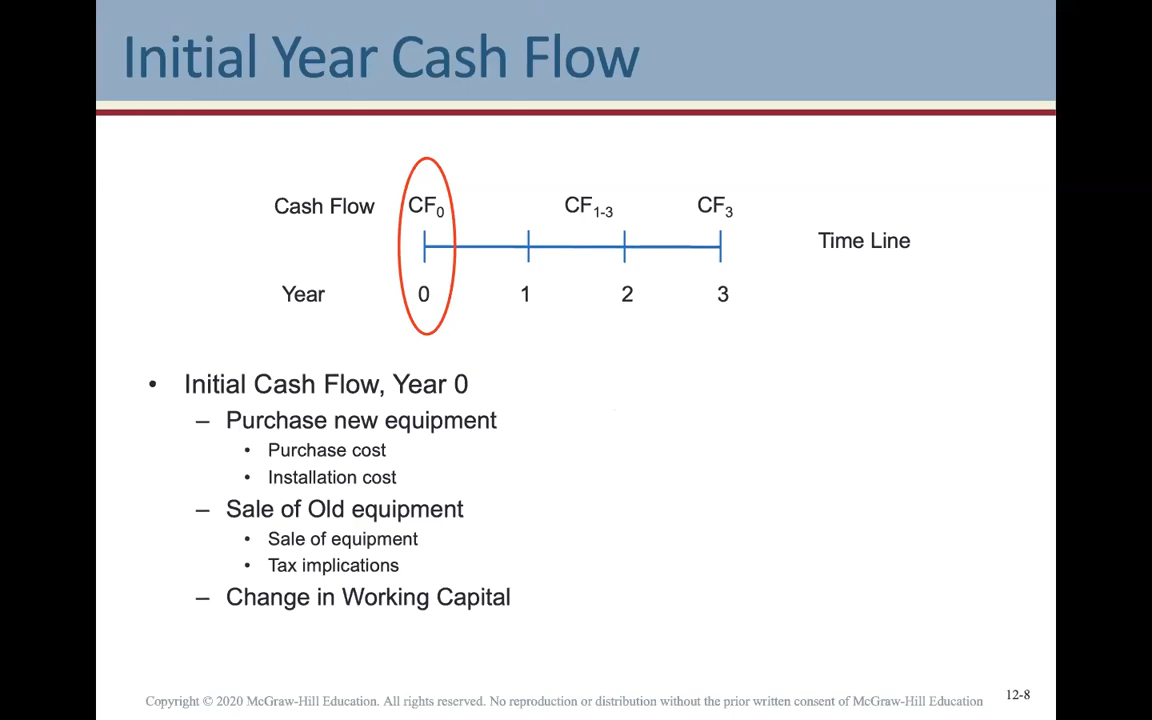 Initial Year Cash Flow
Cash Flow CF0 CF1-3 CF3
Time Line
Year 0 1 2 3
• Initial Cash Flow, Year 0
– Purchase new equipment
• Purchase cost
• Installation cost
– Sale of Old equipment
• Sale of equipment
• Tax implications
– Change in Working Capital
Copyright © 2020 McGraw-Hill Education. All rights reserved. No reproduction or distribution without the prior written consent of McGraw-Hill Education
12-8